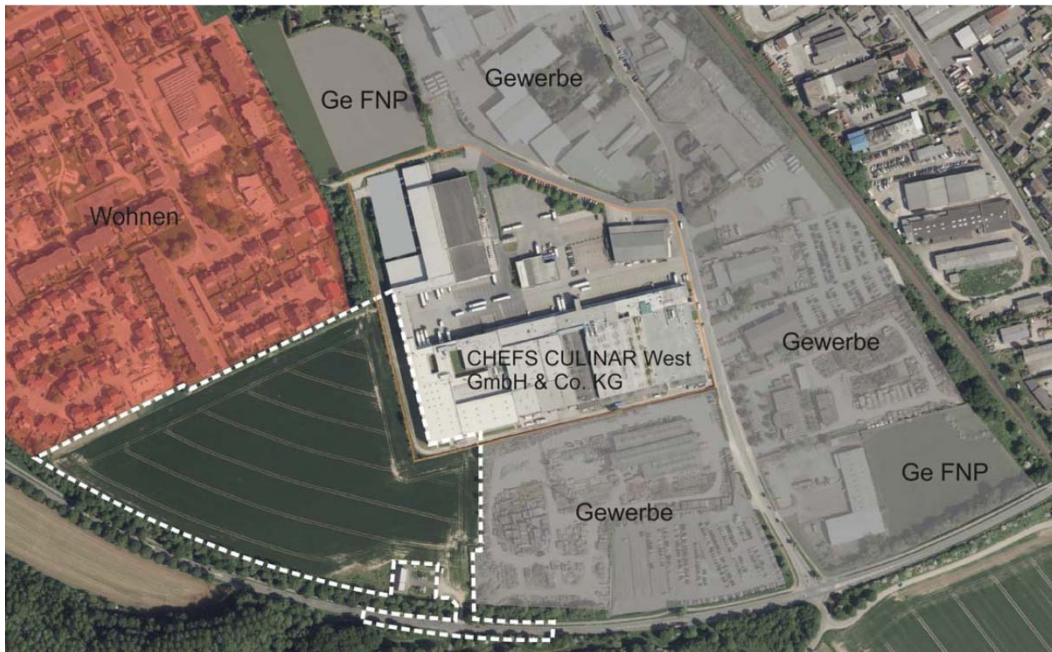 Gewerbe
Ge FNP
Wohnen
CHEFS CULINAR West
GmbH & Co. KG
Gewerbe
Ge FNP
Gewerbe